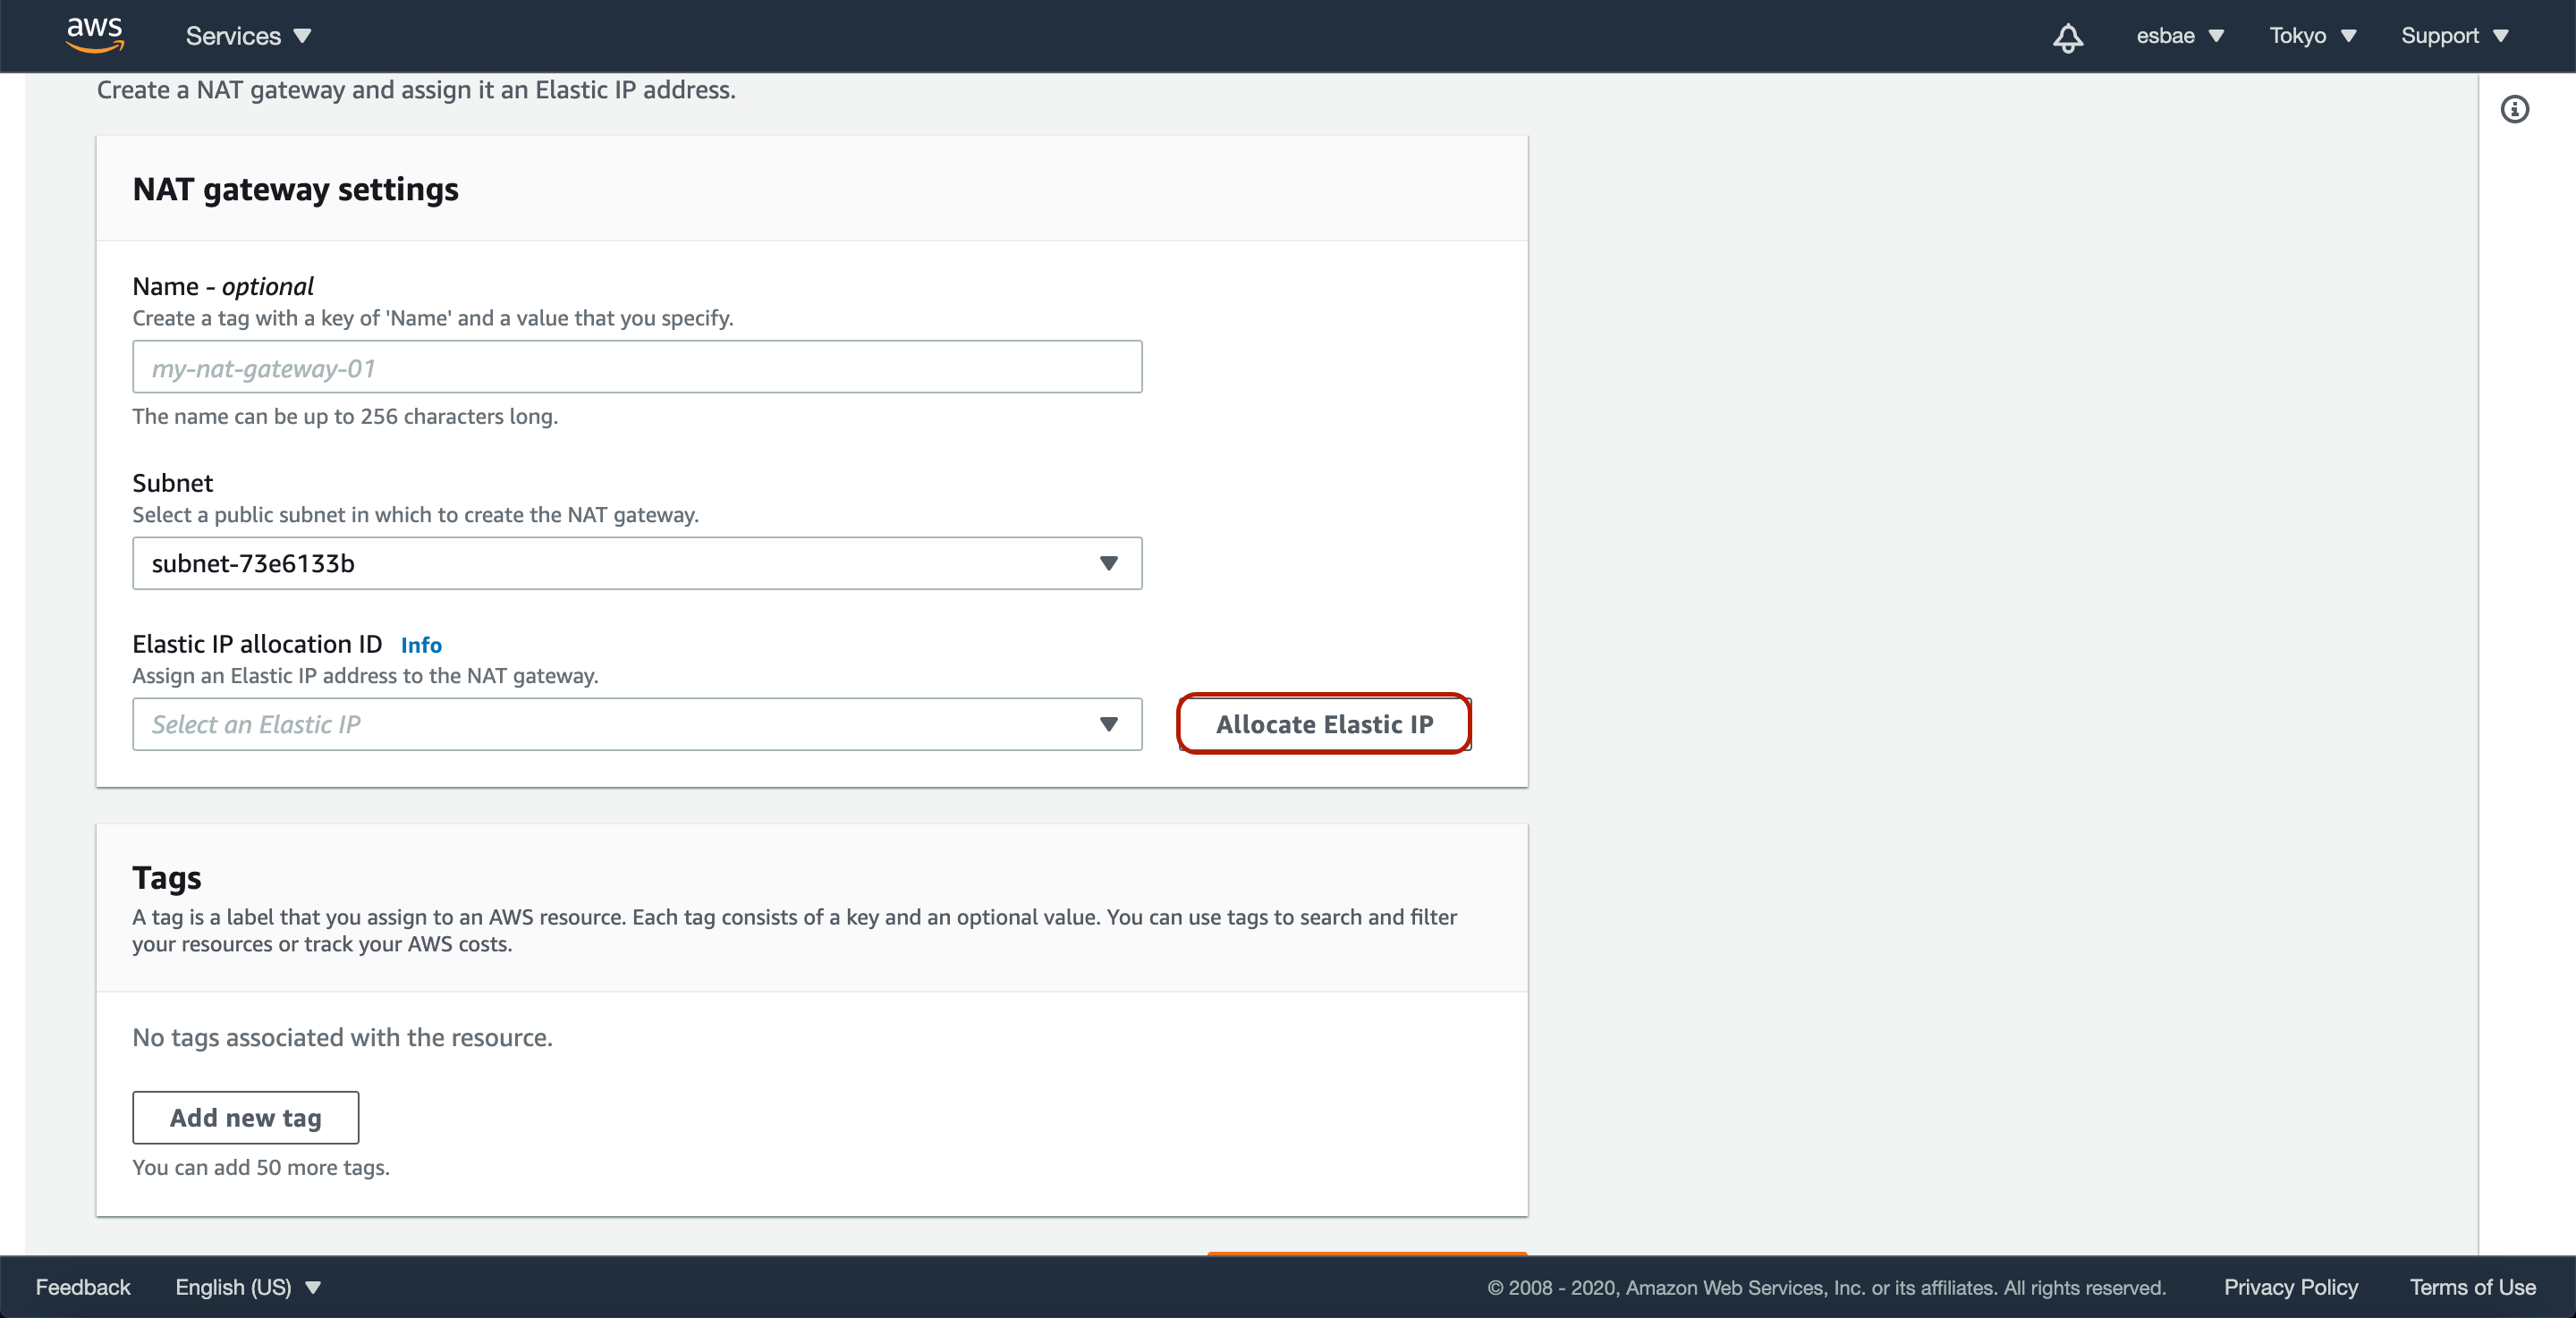 aws
Services
esbae
Tokyo
Support
Create a NAT gateway and assign it an Elastic IP address.
NAT gateway settings
Name - optional
Create a tag with a key of 'Name' and a value that you specify.
my-nat-gateway-01
The name can be up to 256 characters long.
Subnet
Select a public subnet in which to create the NAT gateway.
subnet-73e6133b
Elastic IP allocation ID Info
Assign an Elastic IP address to the NAT gateway.
Select an Elastic IP
Allocate Elastic IP
Tags
A tag is a label that you assign to an AWS resource. Each tag consists of a key and an optional value. You can use tags to search and filter
your resources or track your AWS costs.
No tags associated with the resource.
Add new tag
You can add 50 more tags.
Feedback
English (US)
© 2008 - 2020, Amazon Web Services, Inc. or its affiliates. All rights reserved.
Privacy Policy
Terms of Use